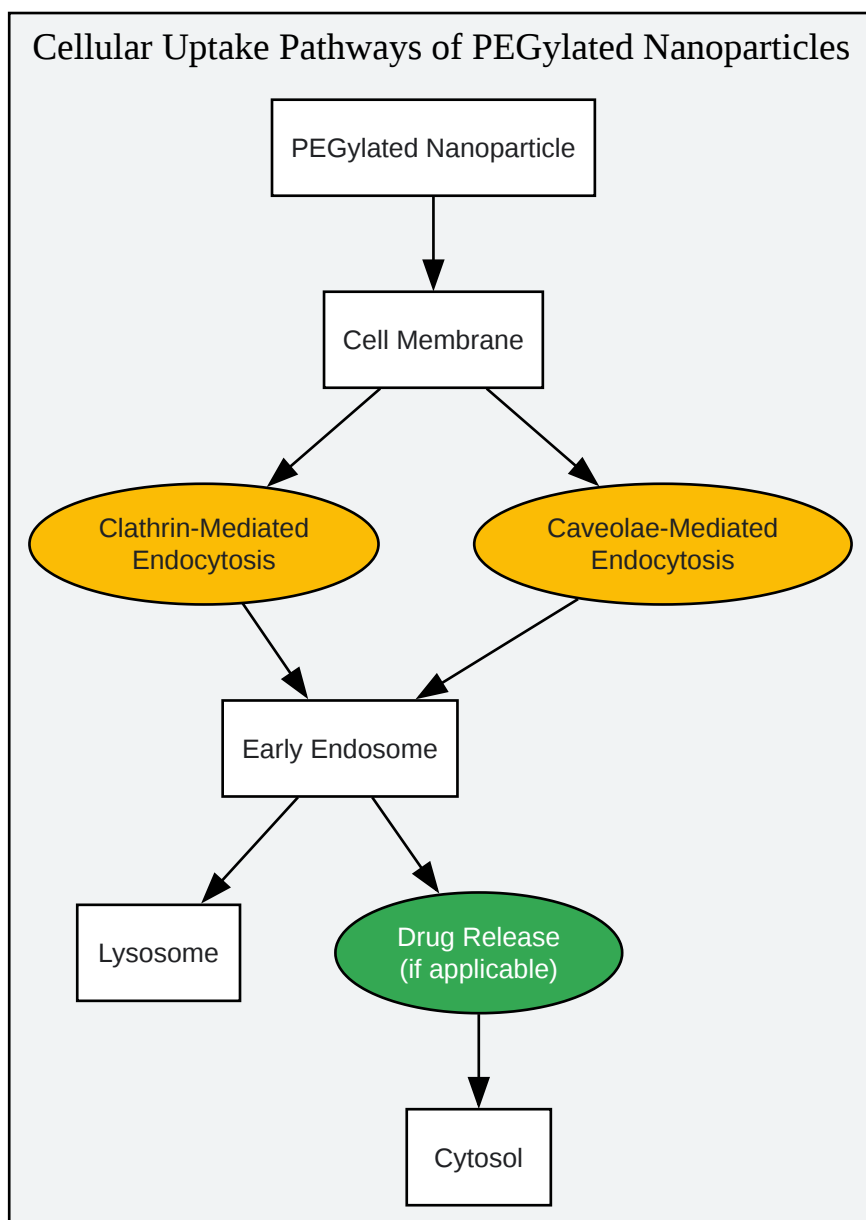 Cellular Uptake Pathways of PEGylated Nanoparticles
PEGylated Nanoparticle
Cell Membrane
Clathrin-Mediated
Endocytosis
Caveolae-Mediated
Endocytosis
Early Endosome
Lysosome
Drug Release
(if applicable)
Cytosol